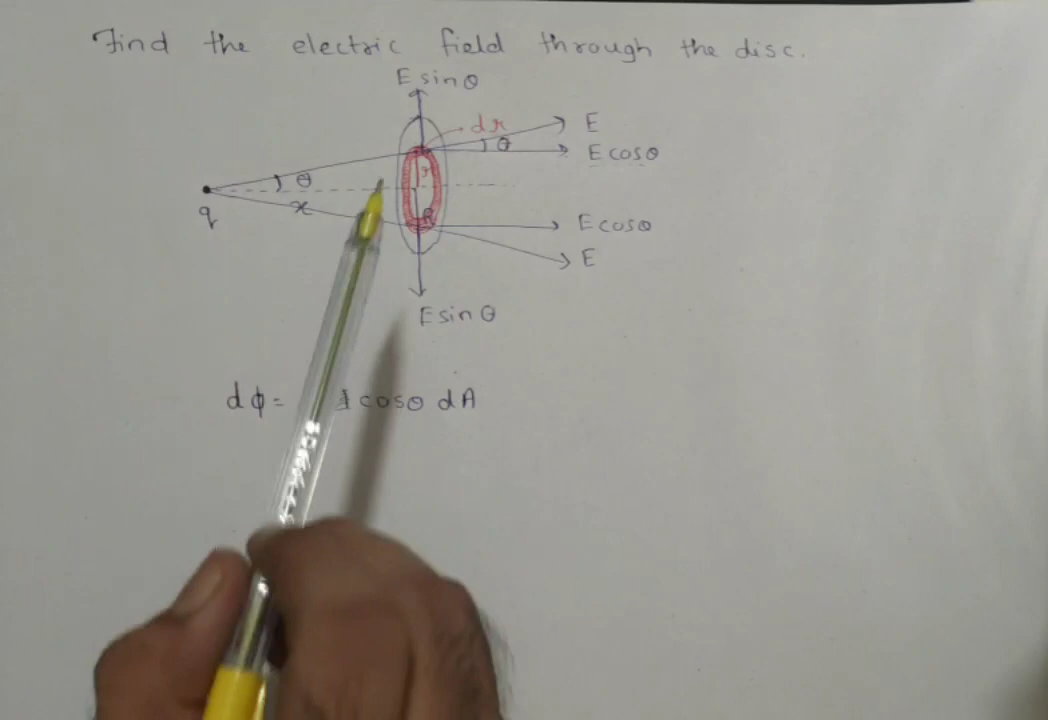 Find the electric field through the disc.
E sinθ
dr
E
θ
E cosθ
r
θ
q
x
R
E cosθ
E
E sinθ
dϕ = cosθ dA